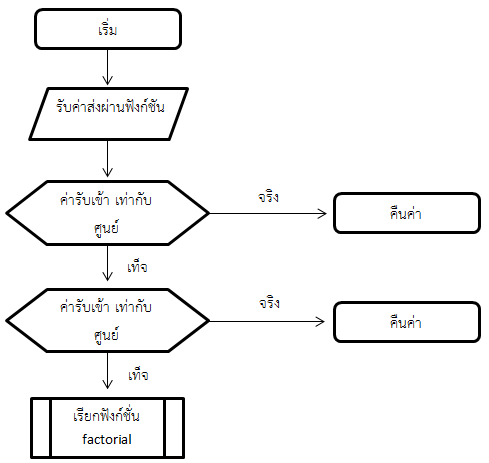 เริ่ม
รับค่าส่งผ่านฟังก์ชัน
ค่ารับเข้า เท่ากับ
ศูนย์
จริง
คืนค่า
เท็จ
ค่ารับเข้า เท่ากับ
ศูนย์
จริง
คืนค่า
เท็จ
เรียกฟังก์ชั่น
factorial